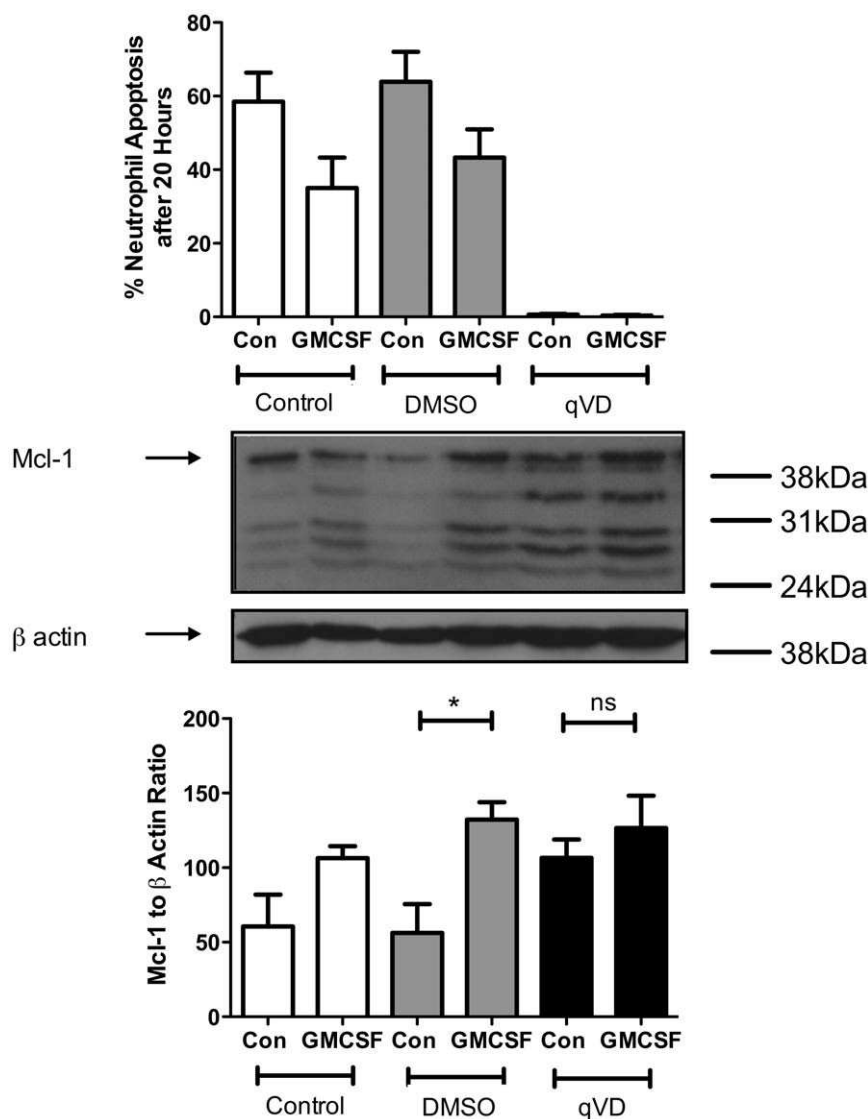 % Neutrophil Apoptosis
after 20 Hours
80
60
40
20
0
Con GMCSF Con GMCSF Con GMCSF
Control DMSO qVD
Mcl-1
38kDa
31kDa
24kDa
β actin
38kDa
Mcl-1 to β Actin Ratio
200
150
100
50
0
* ns
Con GMCSF Con GMCSF Con GMCSF
Control DMSO qVD